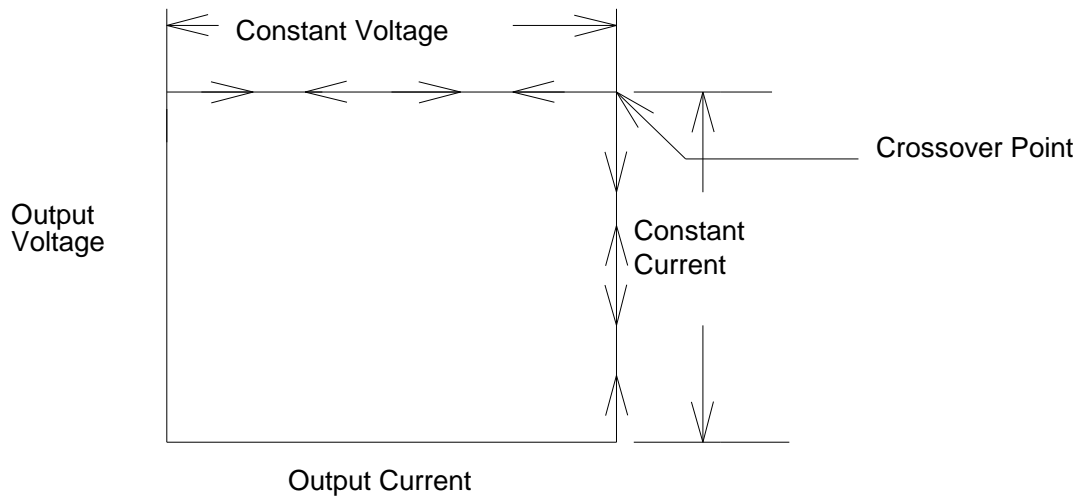 Constant Voltage
Crossover Point
Output
Voltage
Constant
Current
Output Current